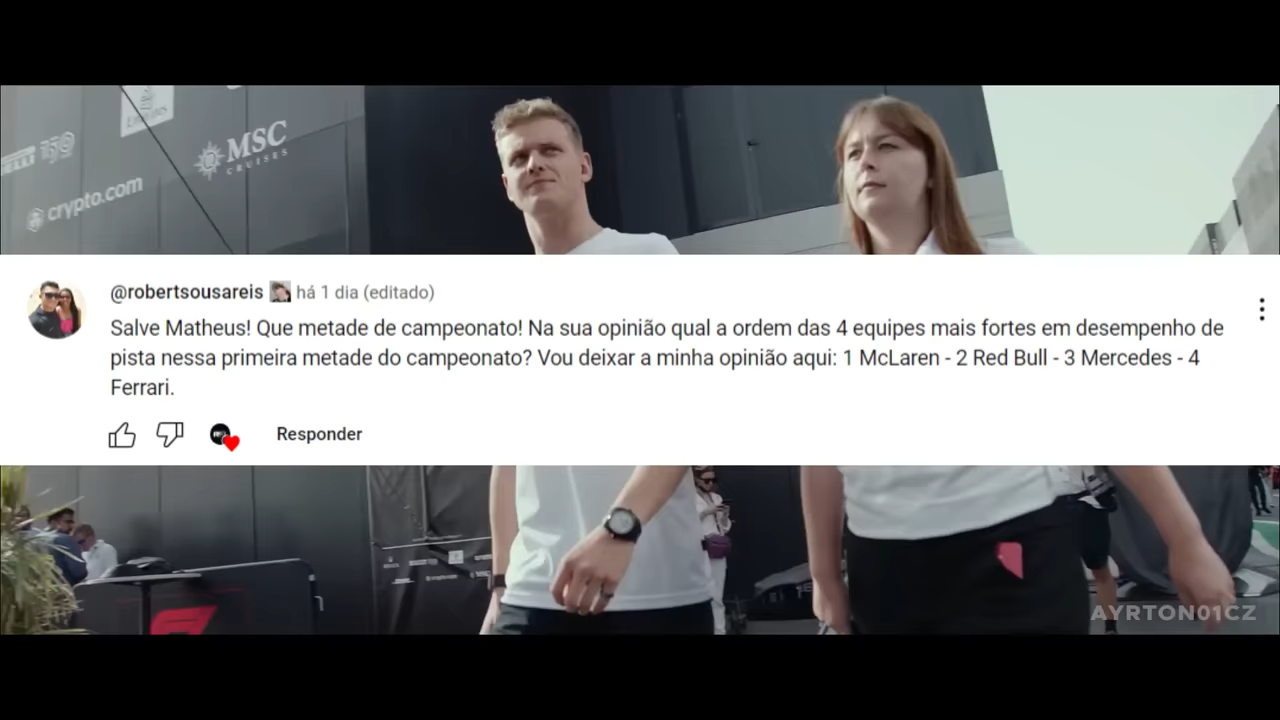 Emirates
MSC
CRUISES
crypto.com
@robertsousareis há 1 dia (editado)
Salve Matheus! Que metade de campeonato! Na sua opinião qual a ordem das 4 equipes mais fortes em desempenho de
pista nessa primeira metade do campeonato? Vou deixar a minha opinião aqui: 1 McLaren - 2 Red Bull - 3 Mercedes - 4
Ferrari.
Responder
AYRTON01CZ